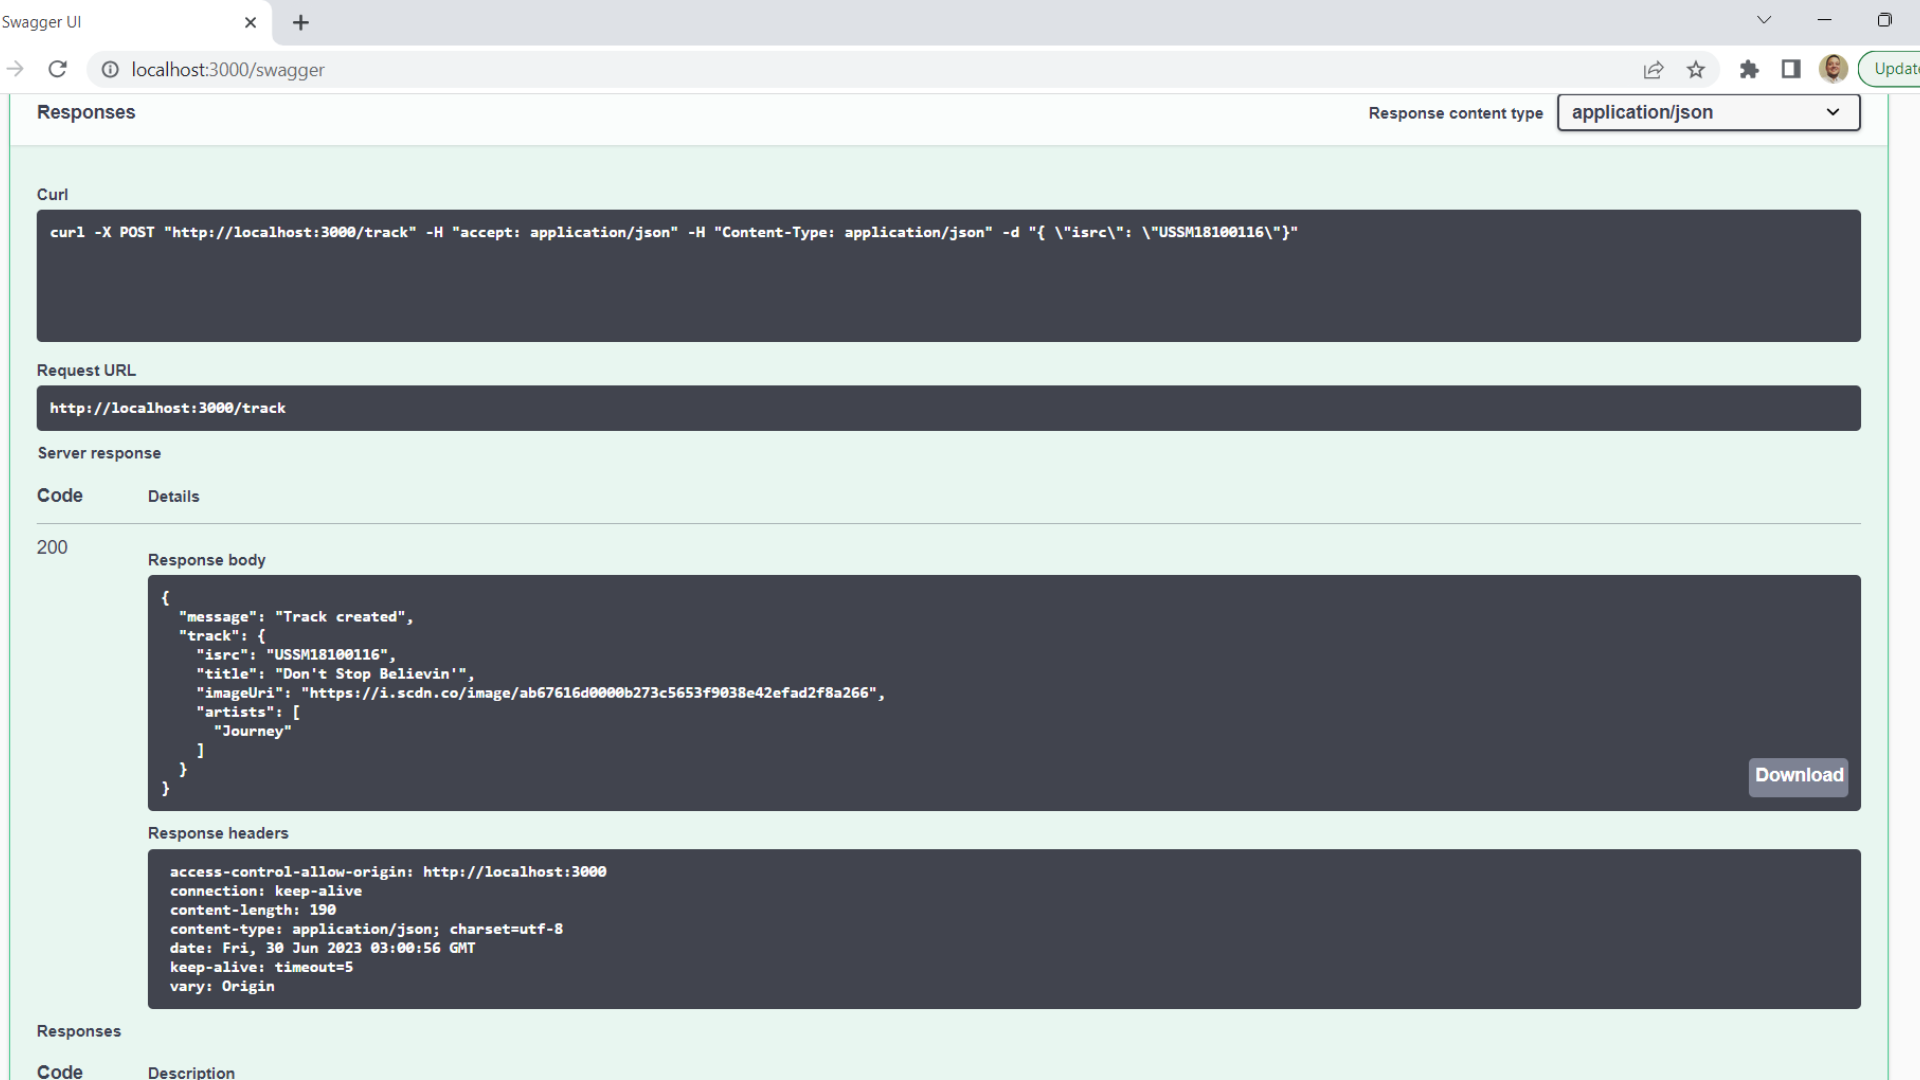 Swagger UI
localhost:3000/swagger
Update
Responses
Response content type
application/json
Curl
curl -X POST "http://localhost:3000/track" -H "accept: application/json" -H "Content-Type: application/json" -d "{ \"isrc\": \"USSM18100116\"}"
Request URL
http://localhost:3000/track
Server response
Code Details
200
Response body
{
  "message": "Track created",
  "track": {
    "isrc": "USSM18100116",
    "title": "Don't Stop Believin'",
    "imageUri": "https://i.scdn.co/image/ab67616d0000b273c5653f9038e42efad2f8a266",
    "artists": [
      "Journey"
    ]
  }
}
Download
Response headers
access-control-allow-origin: http://localhost:3000
connection: keep-alive
content-length: 190
content-type: application/json; charset=utf-8
date: Fri, 30 Jun 2023 03:00:56 GMT
keep-alive: timeout=5
vary: Origin
Responses
Code Description